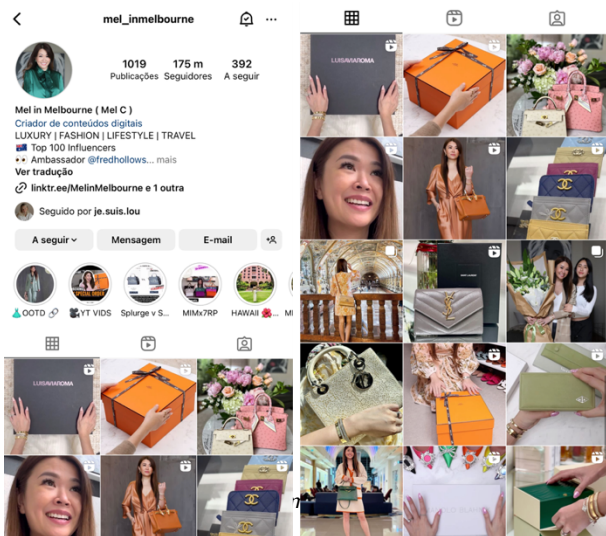 mel_inmelbourne
1019 175 m 392
Publicações Seguidores A seguir
Mel in Melbourne ( Mel C )
Criador de conteúdos digitais
LUXURY | FASHION | LIFESTYLE | TRAVEL
🇦🇺 Top 100 Influencers
👀 Ambassador @fredhollows... mais
Ver tradução
linktr.ee/MelinMelbourne e 1 outra
Seguido por je.suis.lou
A seguir Mensagem E-mail
SPECIAL ORDER
👗OOTD 🔗 YT VIDS Splurge v S... MIMx7RP HAWAII 🌺...
LUISAVIAROMA
LUISAVIAROMA